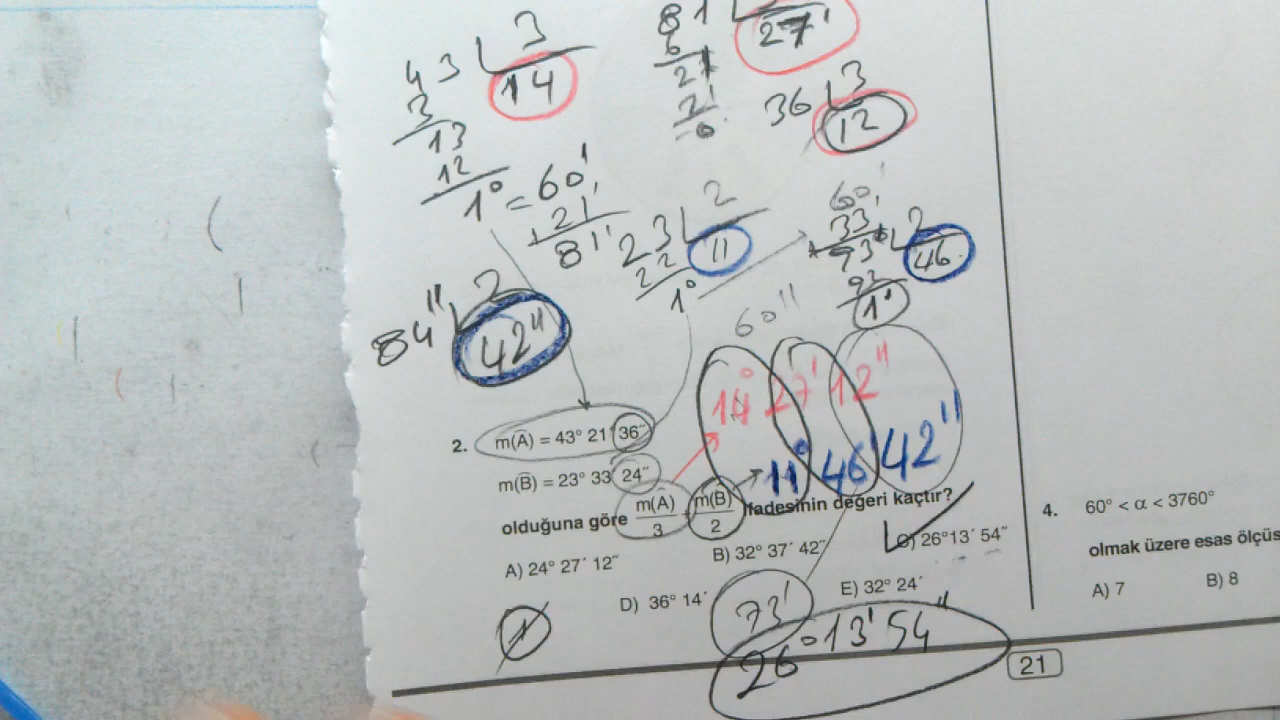 43 3 14
3
13
12
1° = 60'
21
81'
81 27'
6
21
21
0
36 3 12
23 2 11
22
1°
60'
33'
93' 2 46
92
1'
84" 2 42"
60"
14° 27' 12"
11° 46' 42"
2. m(A) = 43° 21' 36"
m(B) = 23° 33' 24"
olduğuna göre m(A)/3 m(B)/2 ifadesinin değeri kaçtır?
A) 24° 27' 12" B) 32° 37' 42" C) 26°13' 54"
D) 36° 14' E) 32° 24'
73'
26° 13' 54"
21
4. 60° < α < 3760°
olmak üzere esas ölçüs
A) 7 B) 8